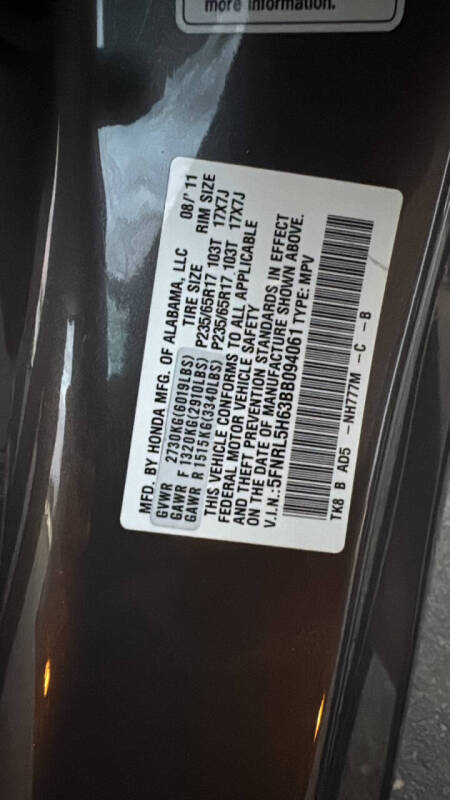 more information.
MFD. BY HONDA MFG. OF ALABAMA, LLC 08/'11
GVWR 2730KG(6019LBS) TIRE SIZE RIM SIZE
GAWR F 1320KG(2910LBS) P235/65R17 103T 17X7J
GAWR R 1515KG(3340LBS) P235/65R17 103T 17X7J
THIS VEHICLE CONFORMS TO ALL APPLICABLE
FEDERAL MOTOR VEHICLE SAFETY
AND THEFT PREVENTION STANDARDS IN EFFECT
ON THE DATE OF MANUFACTURE SHOWN ABOVE.
V.I.N.:5FNRL5H63BB094061 TYPE: MPV
TK8 B AD5 -NH777M -C -B